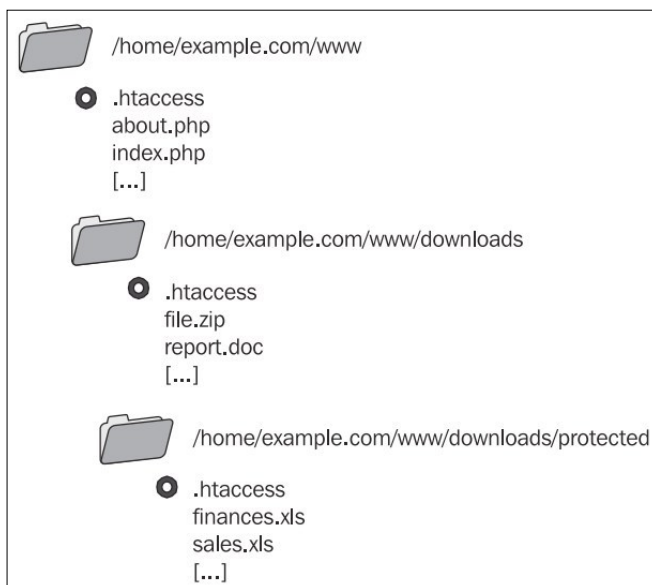 /home/example.com/www
.htaccess
about.php
index.php
[...]
/home/example.com/www/downloads
.htaccess
file.zip
report.doc
[...]
/home/example.com/www/downloads/protected
.htaccess
finances.xls
sales.xls
[...]